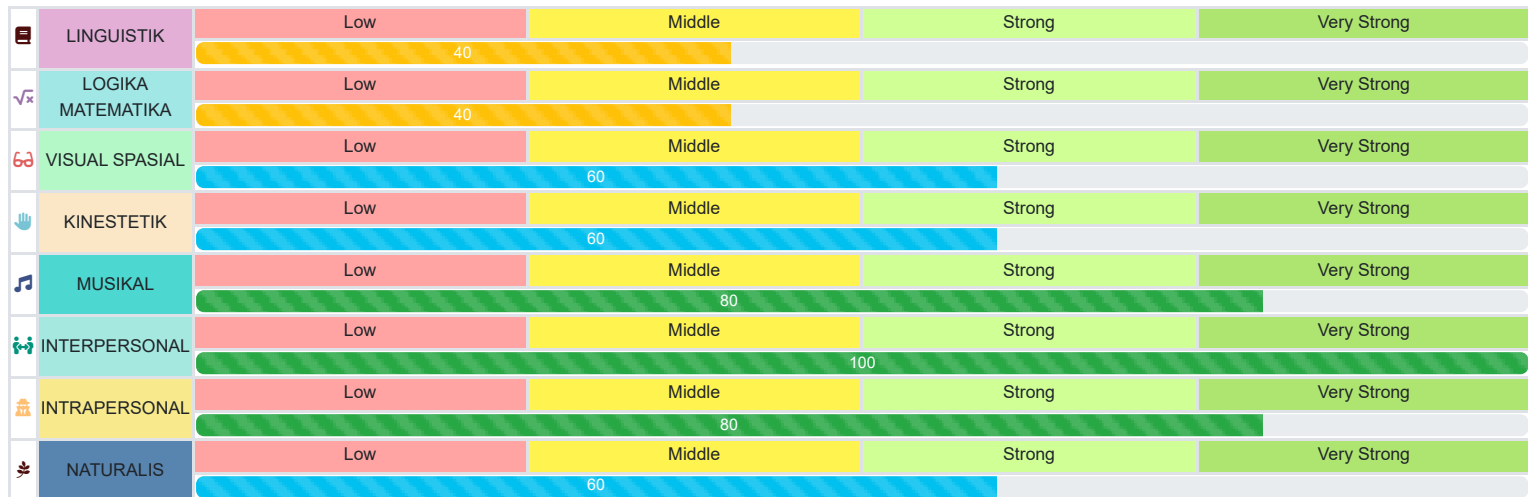 LINGUISTIK
Low Middle Strong Very Strong
40
LOGIKA
MATEMATIKA
Low Middle Strong Very Strong
40
VISUAL SPASIAL
Low Middle Strong Very Strong
60
KINESTETIK
Low Middle Strong Very Strong
60
MUSIKAL
Low Middle Strong Very Strong
80
INTERPERSONAL
Low Middle Strong Very Strong
100
INTRAPERSONAL
Low Middle Strong Very Strong
80
NATURALIS
Low Middle Strong Very Strong
60